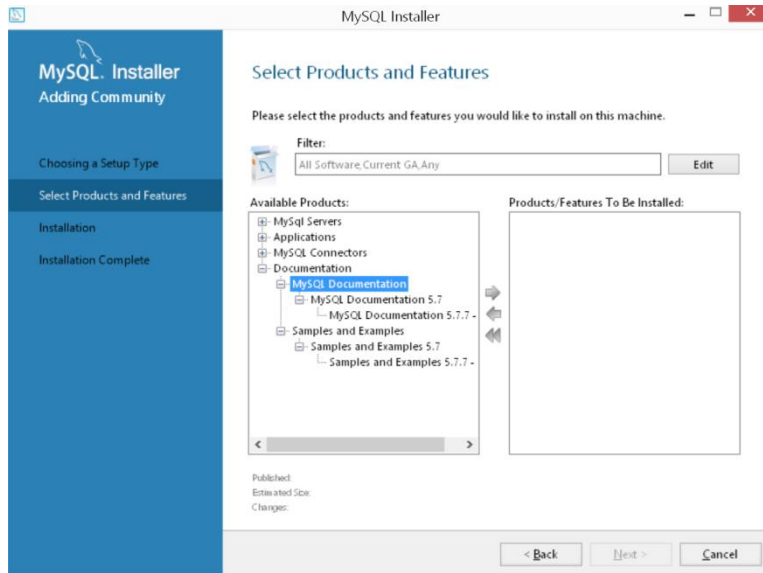 MySQL Installer
MySQL. Installer
Adding Community
Choosing a Setup Type
Select Products and Features
Installation
Installation Complete
Select Products and Features
Please select the products and features you would like to install on this machine.
Filter:
All Software,Current GA,Any
Edit
Available Products:
MySql Servers
Applications
MySQL Connectors
Documentation
MySQL Documentation
MySQL Documentation 5.7
MySQL Documentation 5.7.7 -
Samples and Examples
Samples and Examples 5.7
Samples and Examples 5.7.7 -
Products/Features To Be Installed:
Published:
Estimated Size:
Changes:
< Back
Next >
Cancel